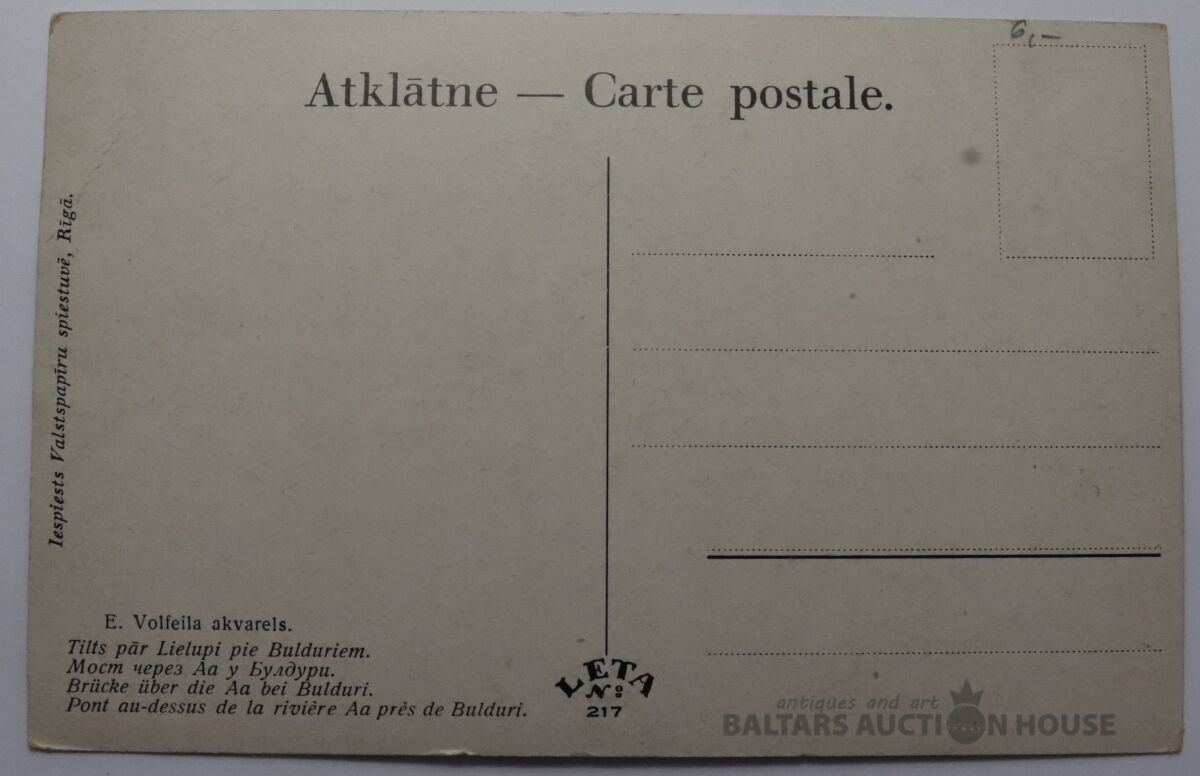 6,—
Atklātne — Carte postale.
Iespiests Valstspapīru spiestuvē, Rīgā.
E. Volfeila akvarels.
Tilts pār Lielupi pie Bulduriem.
Мост через Аа у Булдури.
Brücke über die Aa bei Bulduri.
Pont au-dessus de la rivière Aa près de Bulduri.
LETA
№
217
antiques and art
BALTARS AUCTION HOUSE